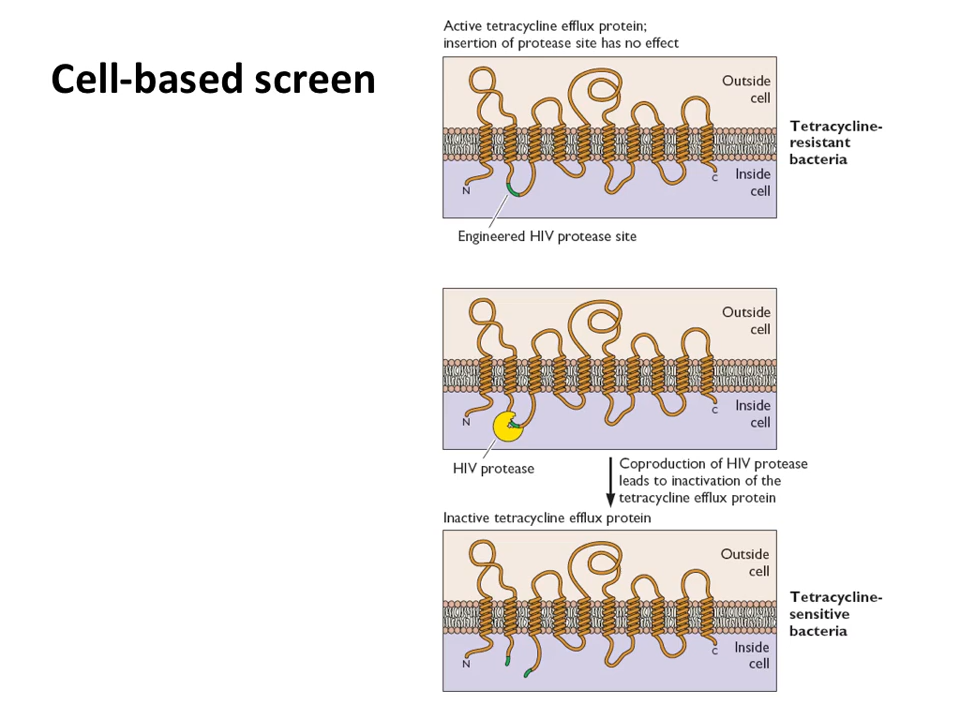 Cell-based screen
Active tetracycline efflux protein;
insertion of protease site has no effect
Outside
cell
Tetracycline-
resistant
bacteria
Inside
cell
N
C
Engineered HIV protease site
Outside
cell
Inside
cell
N
C
HIV protease
Coproduction of HIV protease
leads to inactivation of the
tetracycline efflux protein
Inactive tetracycline efflux protein
Outside
cell
Tetracycline-
sensitive
bacteria
Inside
cell
N
C